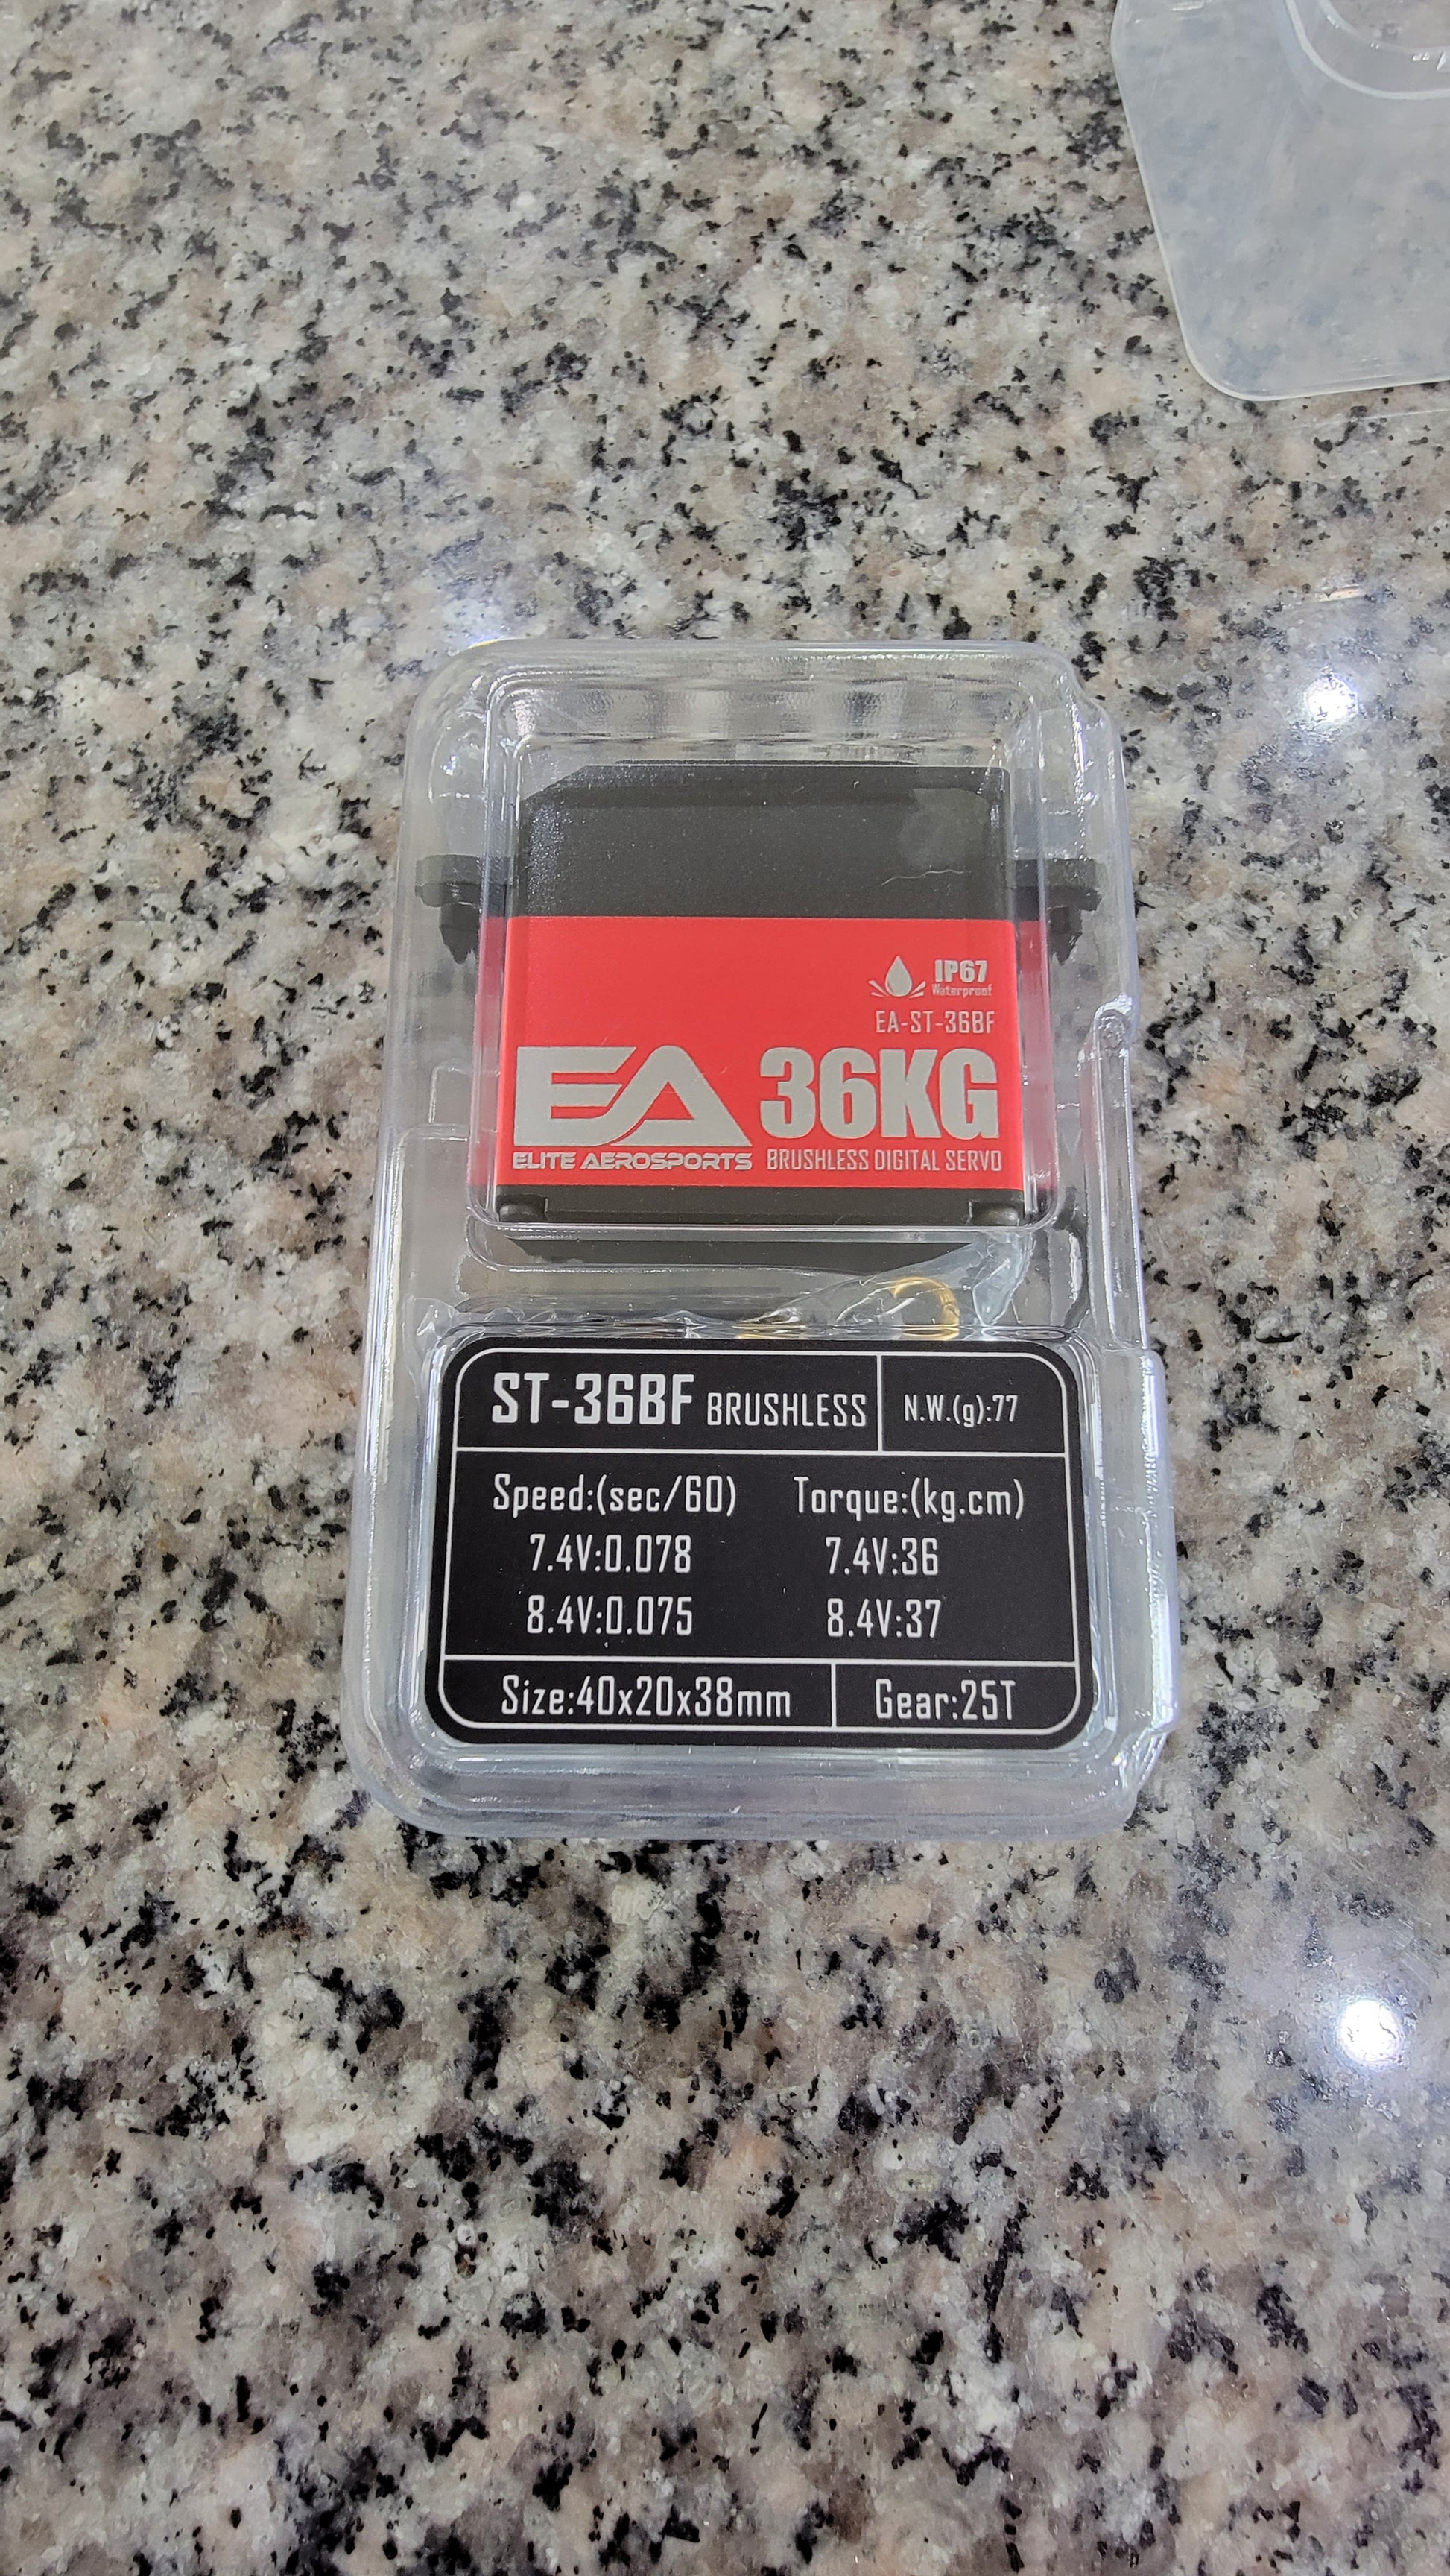 IP67
Waterproof
EA-ST-36BF
EA 36KG
ELITE AEROSPORTS BRUSHLESS DIGITAL SERVO
ST-36BF BRUSHLESS N.W.(g):77
Speed:(sec/60) Torque:(kg.cm)
7.4V:0.078 7.4V:36
8.4V:0.075 8.4V:37
Size:40x20x38mm Gear:25T